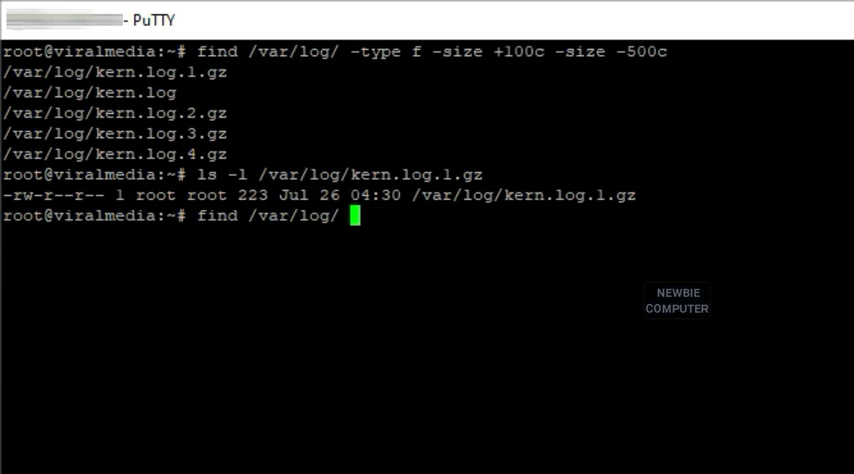 - PuTTY
root@viralmedia:~# find /var/log/ -type f -size +100c -size -500c
/var/log/kern.log.1.gz
/var/log/kern.log
/var/log/kern.log.2.gz
/var/log/kern.log.3.gz
/var/log/kern.log.4.gz
root@viralmedia:~# ls -l /var/log/kern.log.1.gz
-rw-r--r-- 1 root root 223 Jul 26 04:30 /var/log/kern.log.1.gz
root@viralmedia:~# find /var/log/
NEWBIE
COMPUTER